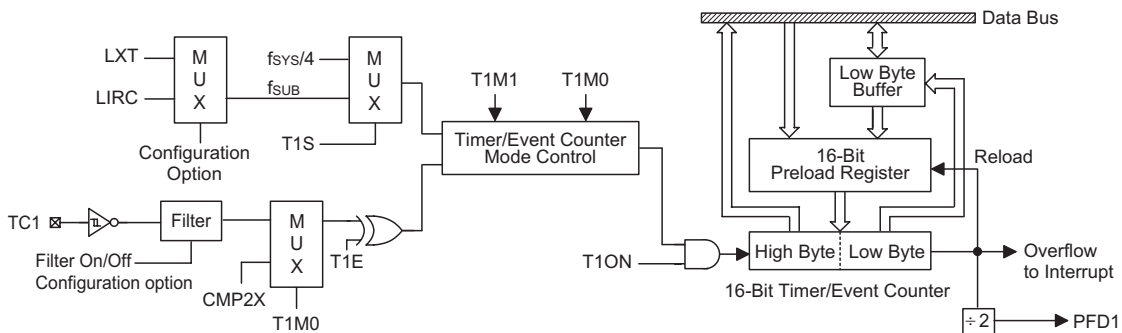 Data Bus
LXT
LIRC
M
U
X
Configuration
Option
fSYS/4
fSUB
M
U
X
T1S
T1M1
T1M0
Timer/Event Counter
Mode Control
Low Byte
Buffer
16-Bit
Preload Register
Reload
TC1
Filter
Filter On/Off
Configuration option
M
U
X
CMP2X
T1M0
T1E
T1ON
High Byte
Low Byte
16-Bit Timer/Event Counter
Overflow
to Interrupt
÷2
PFD1